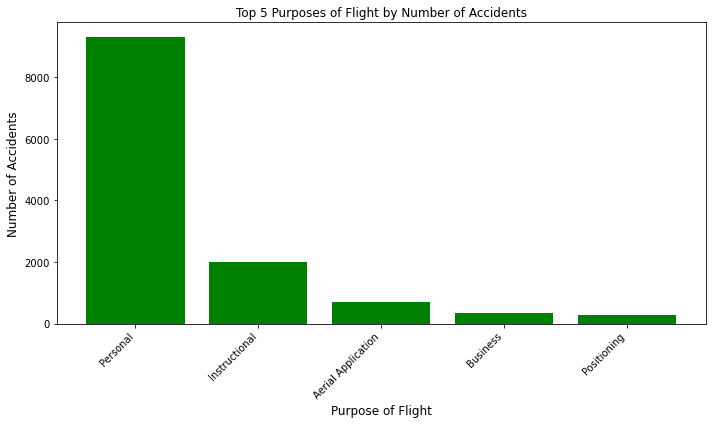 Top 5 Purposes of Flight by Number of Accidents
Number of Accidents
8000
6000
4000
2000
0
Personal
Instructional
Aerial Application
Business
Positioning
Purpose of Flight